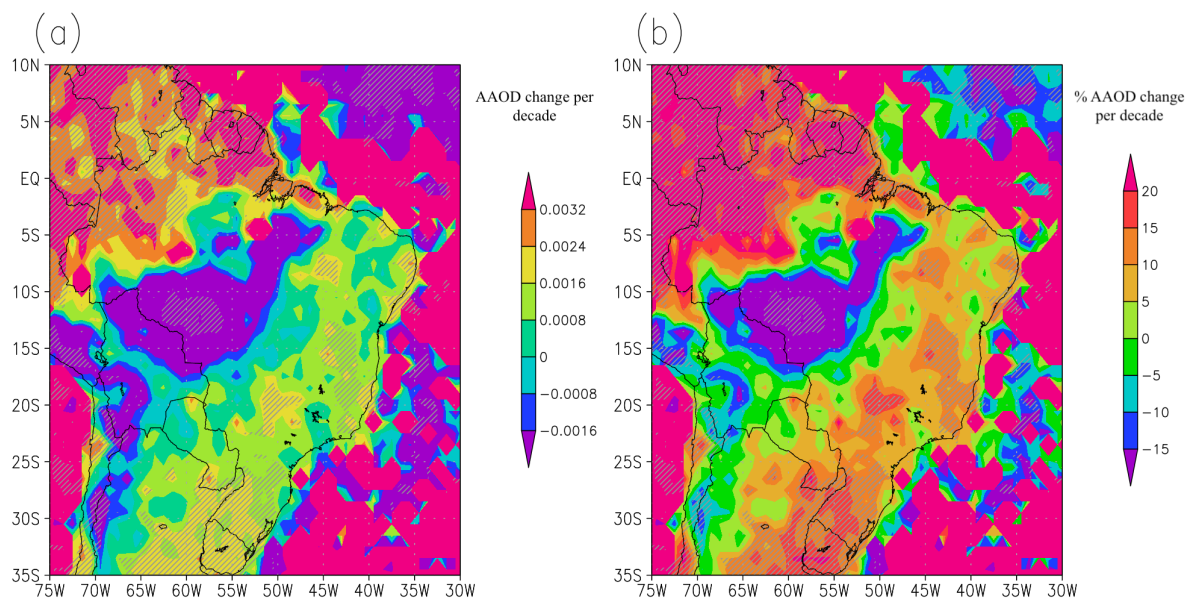 (a)
(b)
10N
5N
EQ
5S
10S
15S
20S
25S
30S
35S
75W 70W 65W 60W 55W 50W 45W 40W 35W 30W
AAOD change per
decade
0.0032
0.0024
0.0016
0.0008
0
−0.0008
−0.0016
10N
5N
EQ
5S
10S
15S
20S
25S
30S
35S
75W 70W 65W 60W 55W 50W 45W 40W 35W 30W
% AAOD change
per decade
20
15
10
5
0
−5
−10
−15